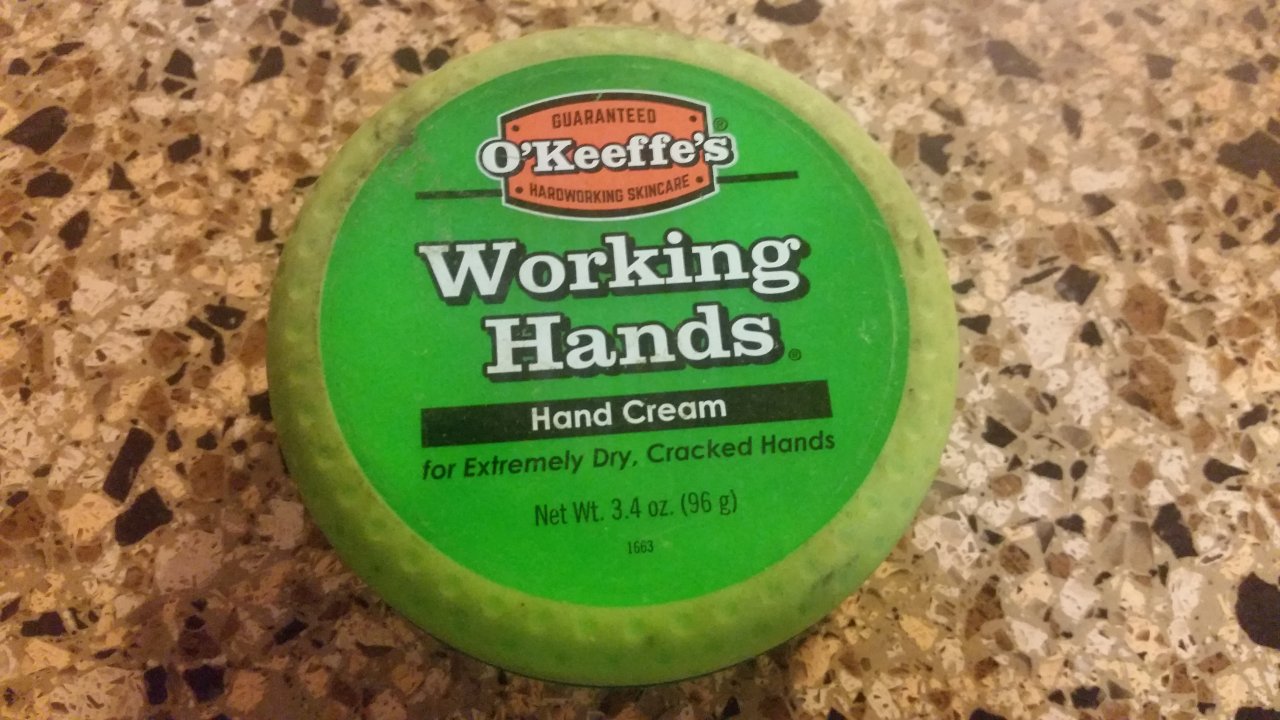 GUARANTEED
O'Keeffe's®
HARDWORKING SKINCARE
Working
Hands®
Hand Cream
for Extremely Dry, Cracked Hands
Net Wt. 3.4 oz. (96 g)
1663